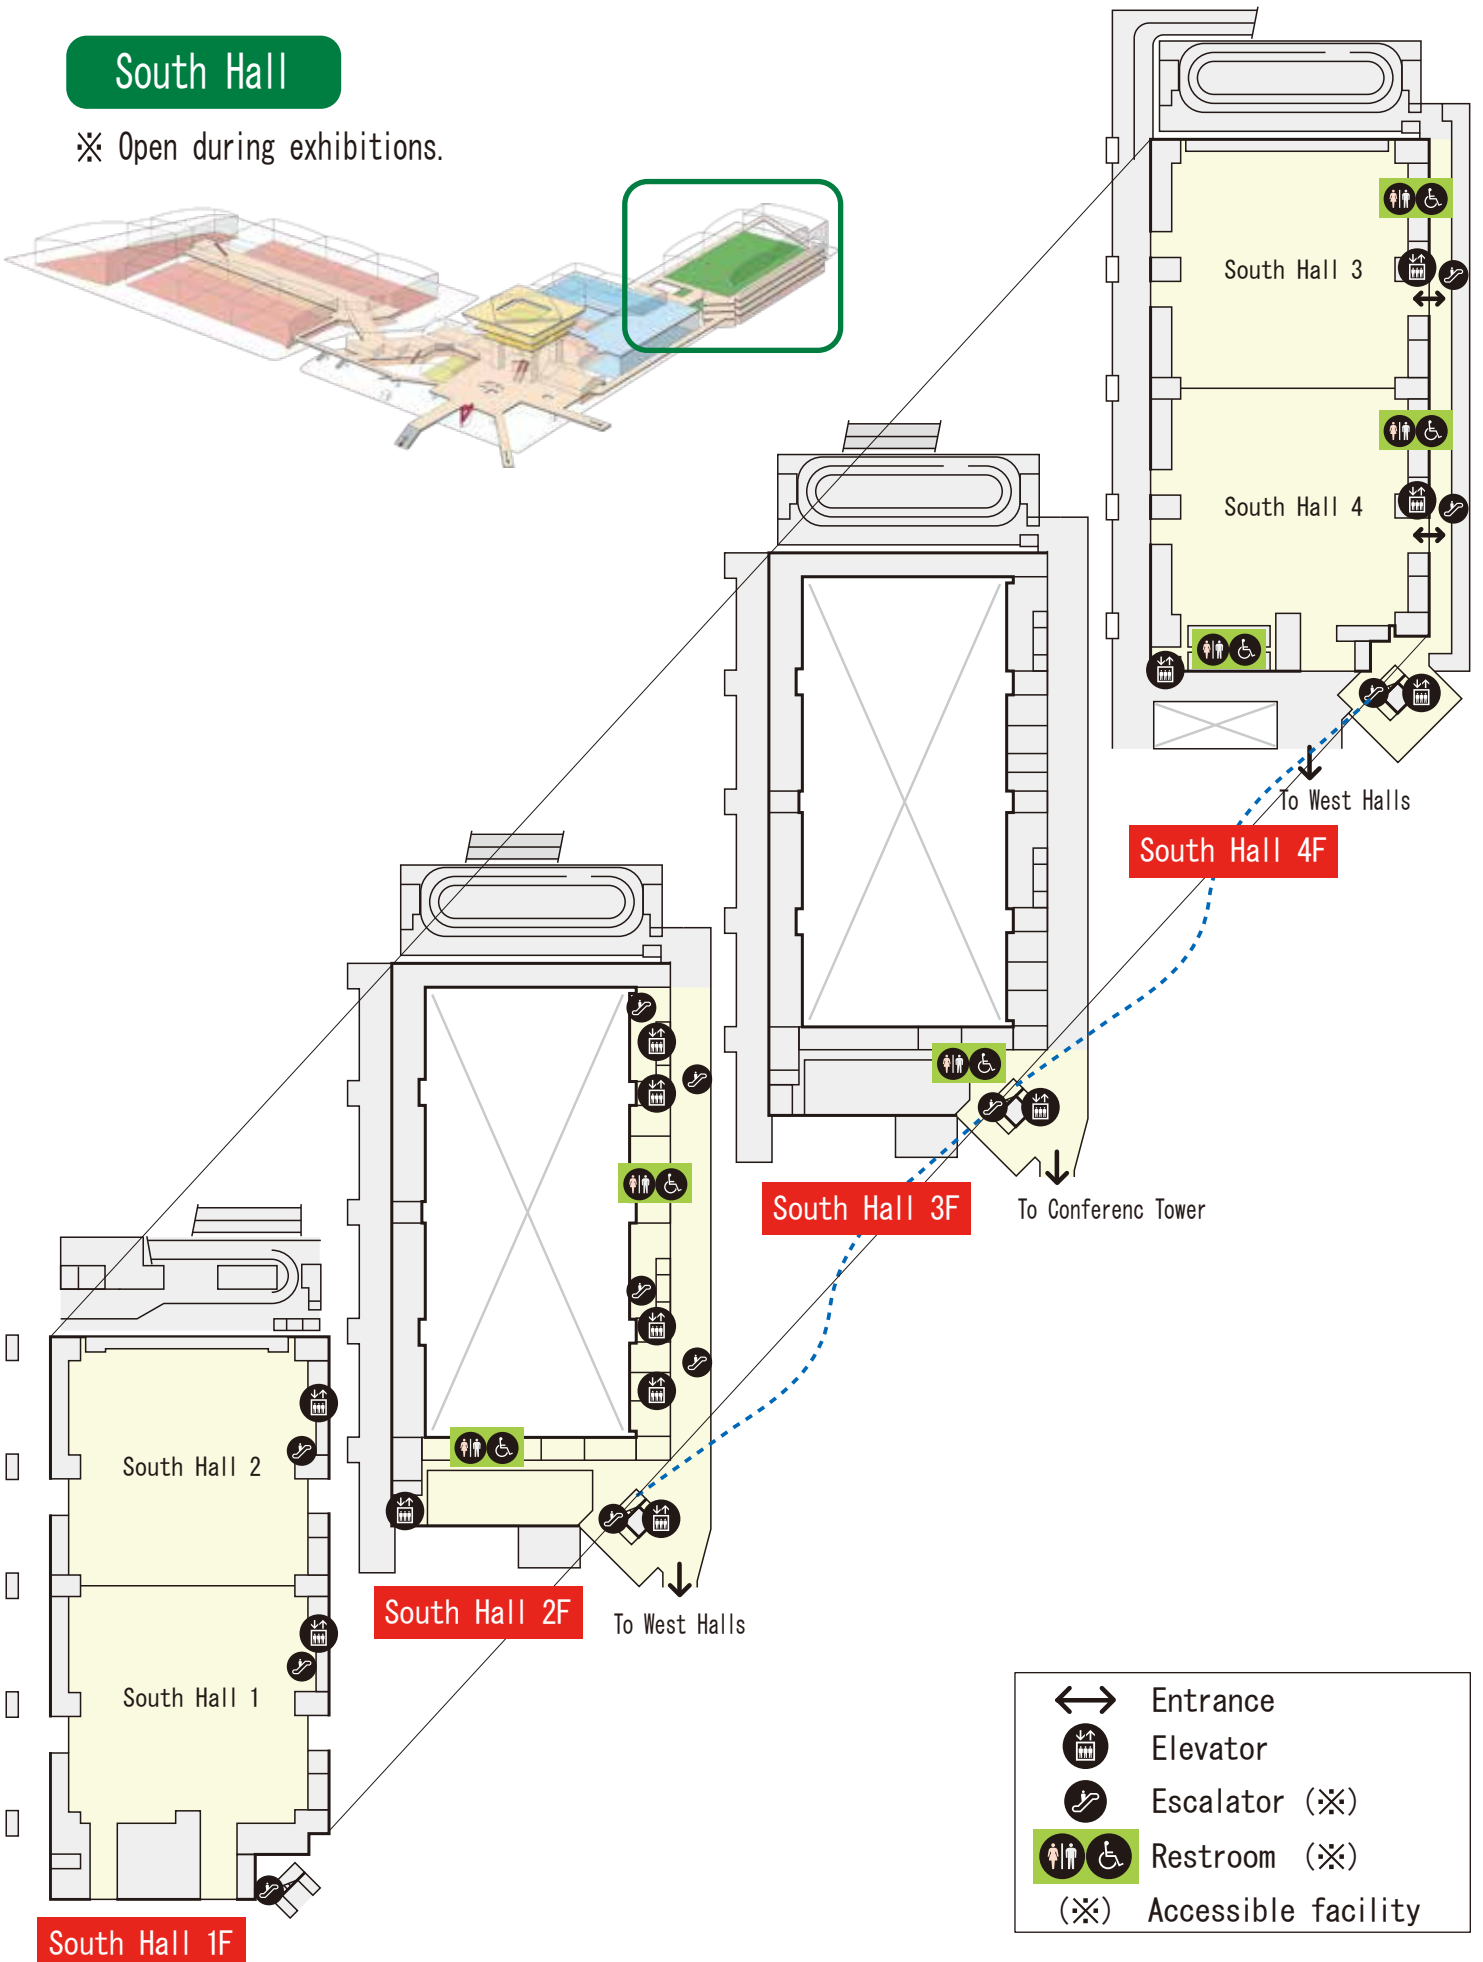 South Hall
※ Open during exhibitions.
South Hall 3
South Hall 4
To West Halls
South Hall 4F
South Hall 3F
To Conferenc Tower
South Hall 2
South Hall 1
South Hall 2F
To West Halls
South Hall 1F
Entrance
Elevator
Escalator (※)
Restroom (※)
(※) Accessible facility